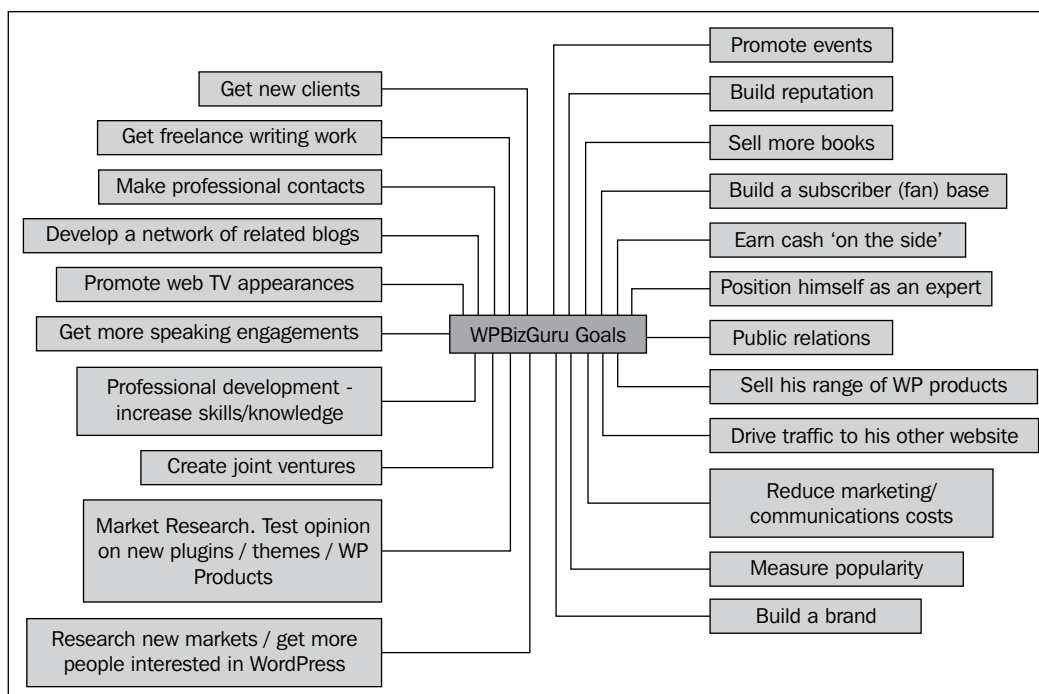 Get new clients
Get freelance writing work
Make professional contacts
Develop a network of related blogs
Promote web TV appearances
Get more speaking engagements
Professional development -
increase skills/knowledge
Create joint ventures
Market Research. Test opinion
on new plugins / themes / WP
Products
Research new markets / get more
people interested in WordPress
WPBizGuru Goals
Promote events
Build reputation
Sell more books
Build a subscriber (fan) base
Earn cash ‘on the side’
Position himself as an expert
Public relations
Sell his range of WP products
Drive traffic to his other website
Reduce marketing/
communications costs
Measure popularity
Build a brand